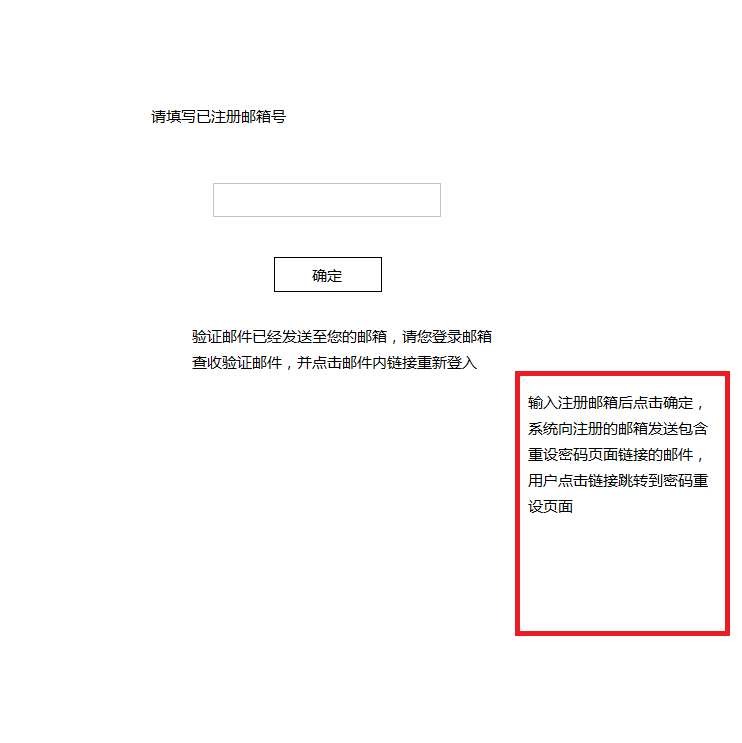 请填写已注册邮箱号
确定
验证邮件已经发送至您的邮箱，请您登录邮箱
查收验证邮件，并点击邮件内链接重新登入
输入注册邮箱后点击确定，
系统向注册的邮箱发送包含
重设密码页面链接的邮件，
用户点击链接跳转到密码重
设页面